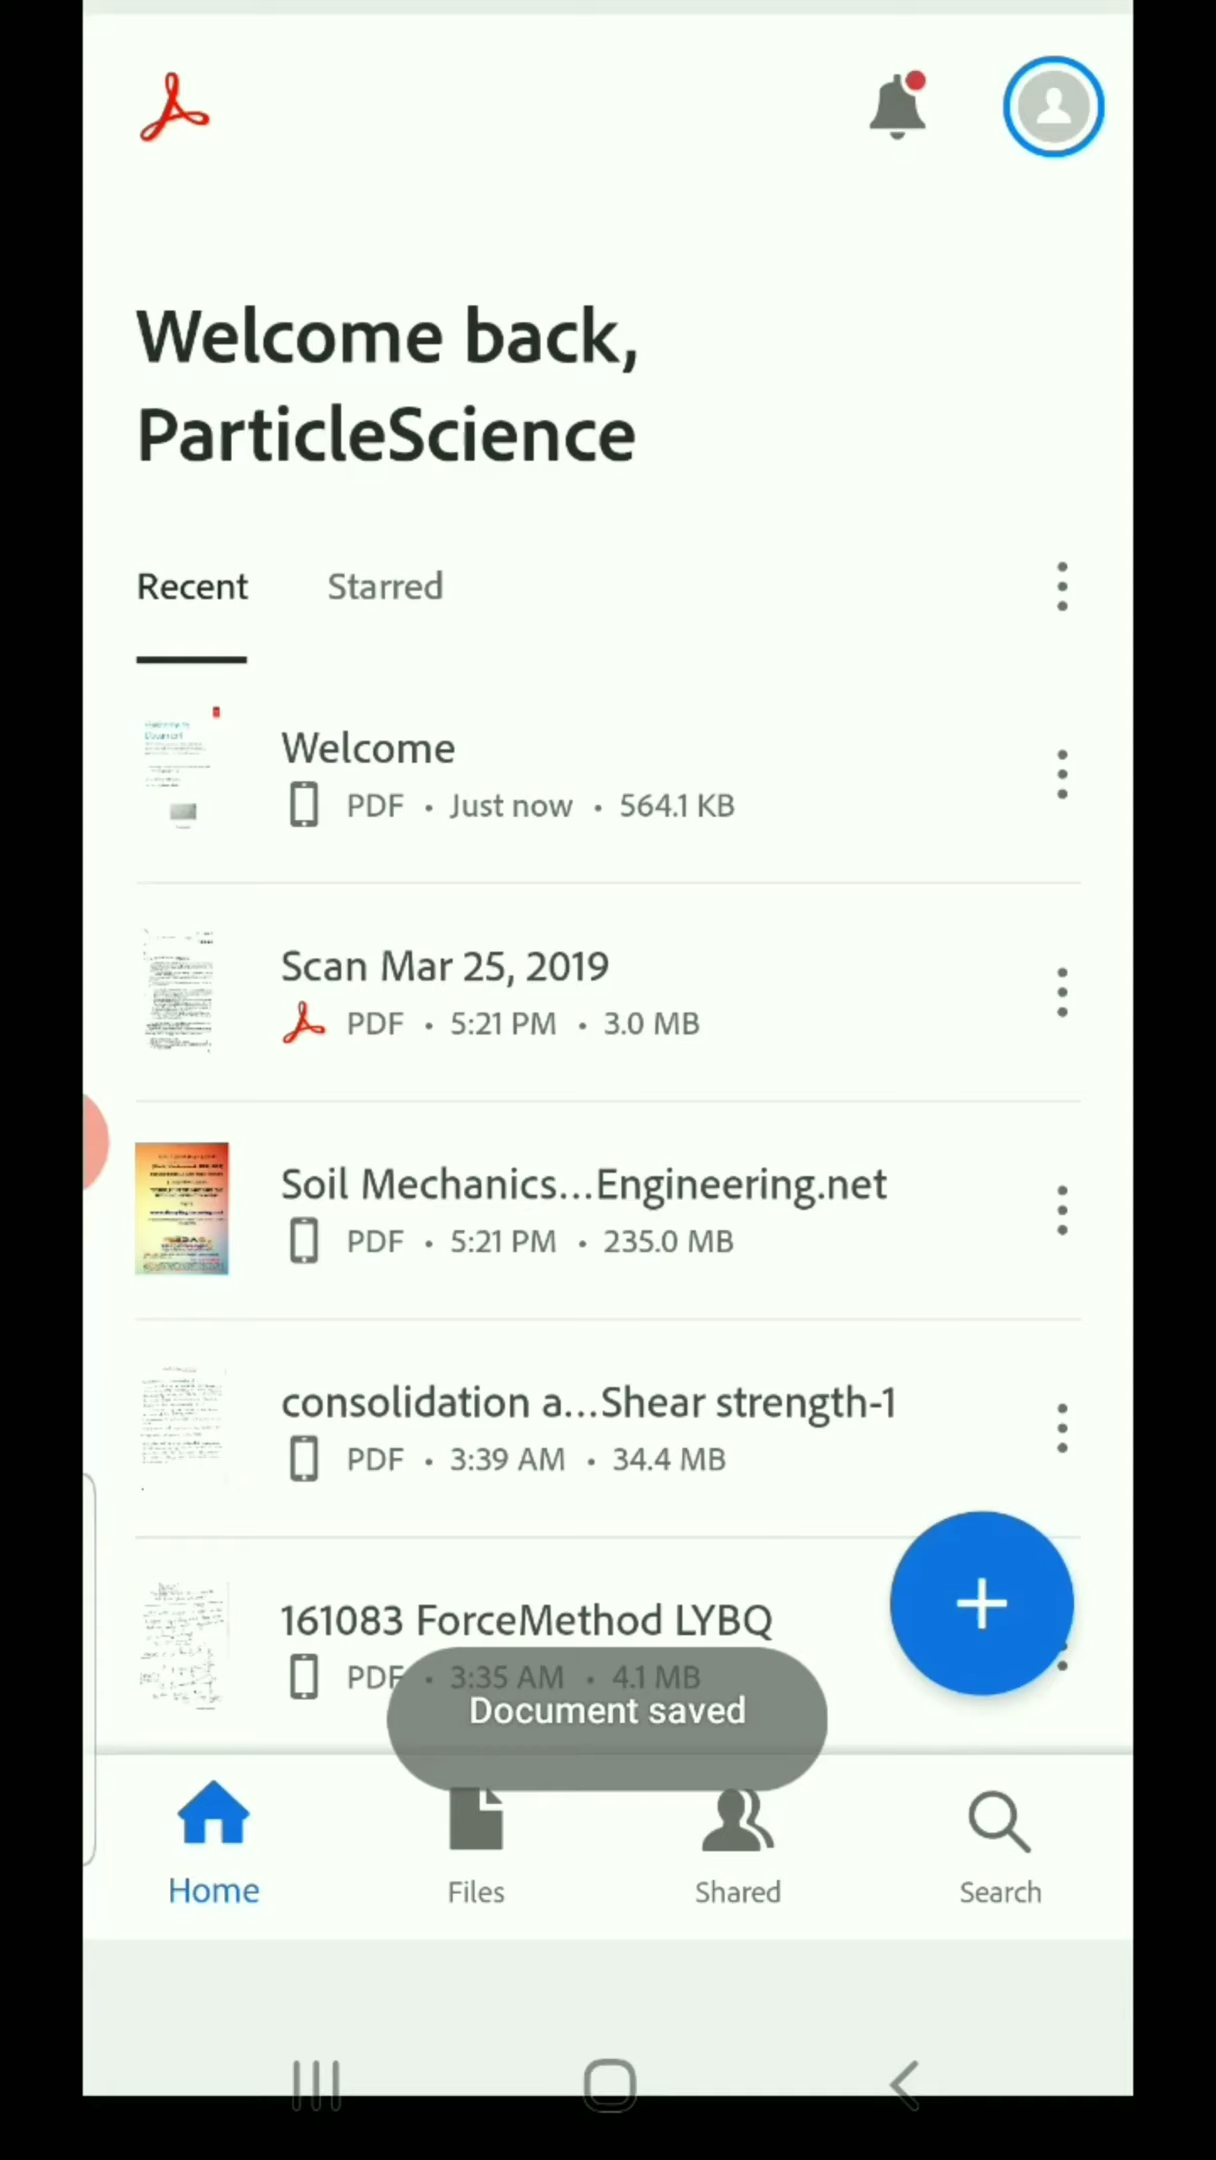 Welcome back,
ParticleScience
Recent
Starred
Welcome
PDF • Just now • 564.1 KB
Scan Mar 25, 2019
PDF • 5:21 PM • 3.0 MB
Soil Mechanics...Engineering.net
PDF • 5:21 PM • 235.0 MB
consolidation a...Shear strength-1
PDF • 3:39 AM • 34.4 MB
161083 ForceMethod LYBQ
PDF • 3:35 AM • 4.1 MB
Document saved
Home
Files
Shared
Search